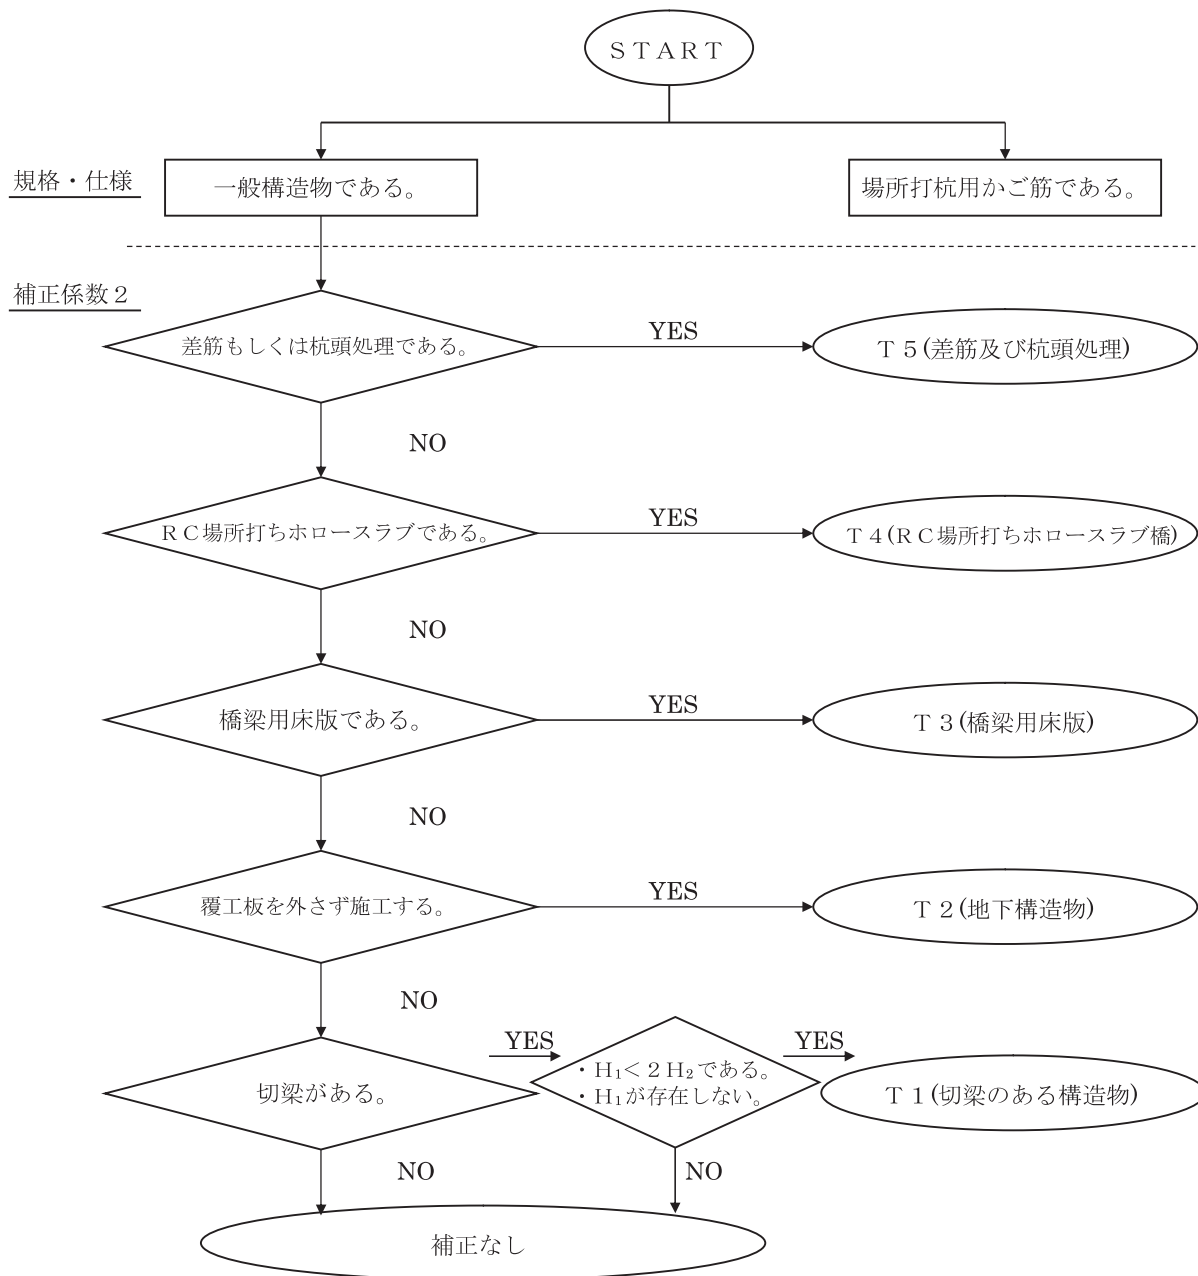 ＳＴＡＲＴ
規格・仕様
一般構造物である。
場所打杭用かご筋である。
補正係数２
差筋もしくは杭頭処理である。
YES
Ｔ５(差筋及び杭頭処理)
NO
ＲＣ場所打ちホロースラブである。
YES
Ｔ４(ＲＣ場所打ちホロースラブ橋)
NO
橋梁用床版である。
YES
Ｔ３(橋梁用床版)
NO
覆工板を外さず施工する。
YES
Ｔ２(地下構造物)
NO
切梁がある。
YES
・Ｈ₁＜２Ｈ₂である。
・Ｈ₁が存在しない。
YES
Ｔ１(切梁のある構造物)
NO
NO
補正なし